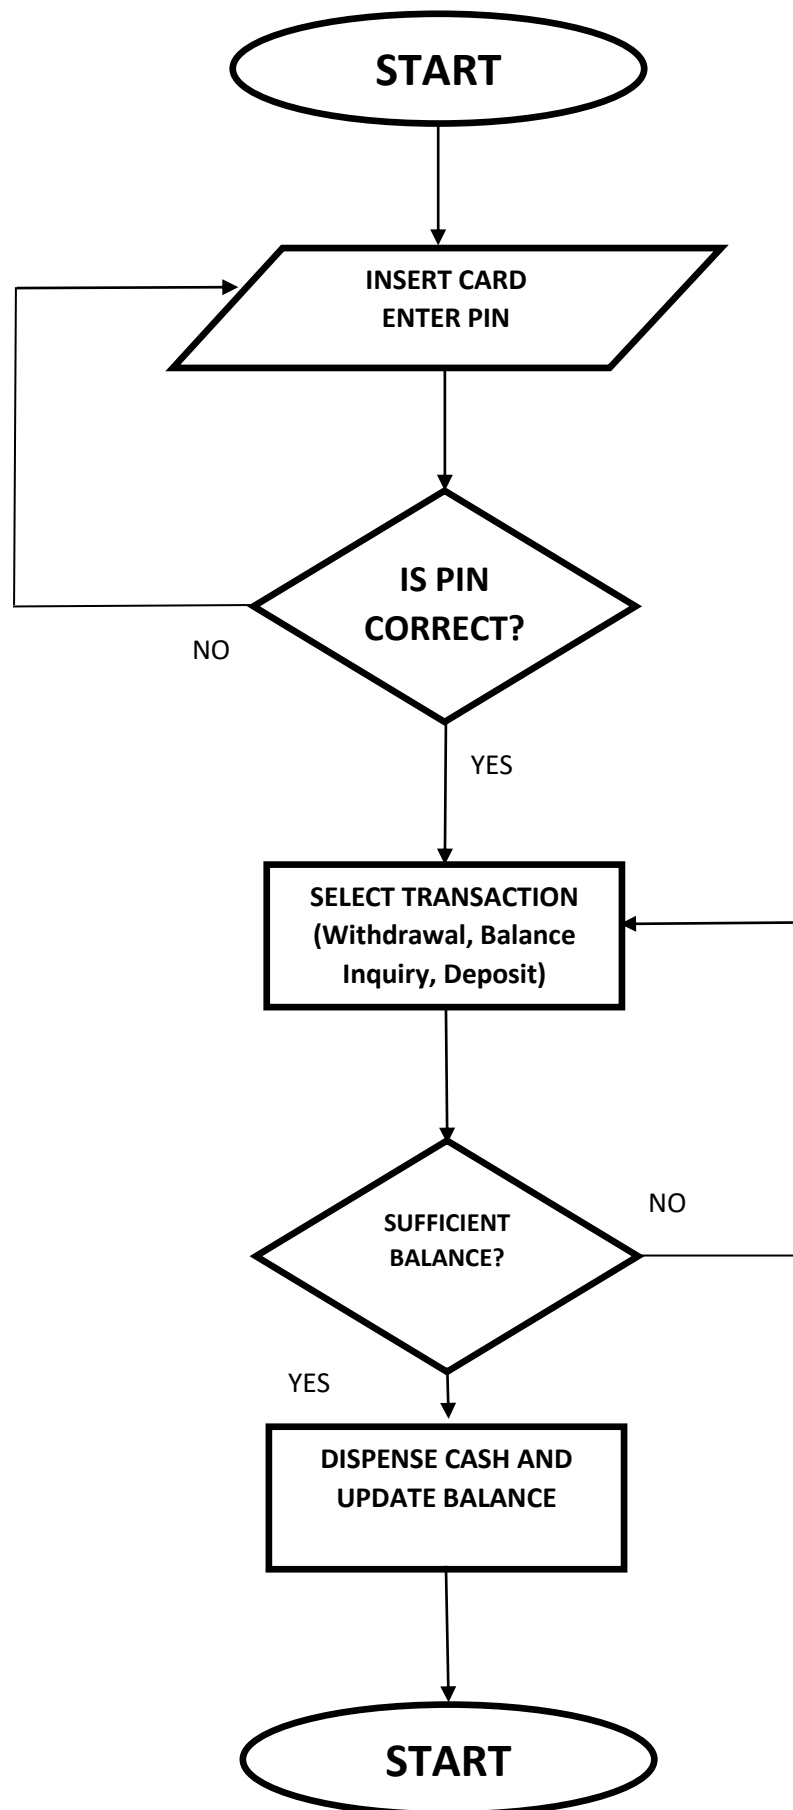 START
INSERT CARD
ENTER PIN
IS PIN
CORRECT?
NO
YES
SELECT TRANSACTION
(Withdrawal, Balance
Inquiry, Deposit)
SUFFICIENT
BALANCE?
NO
YES
DISPENSE CASH AND
UPDATE BALANCE
START